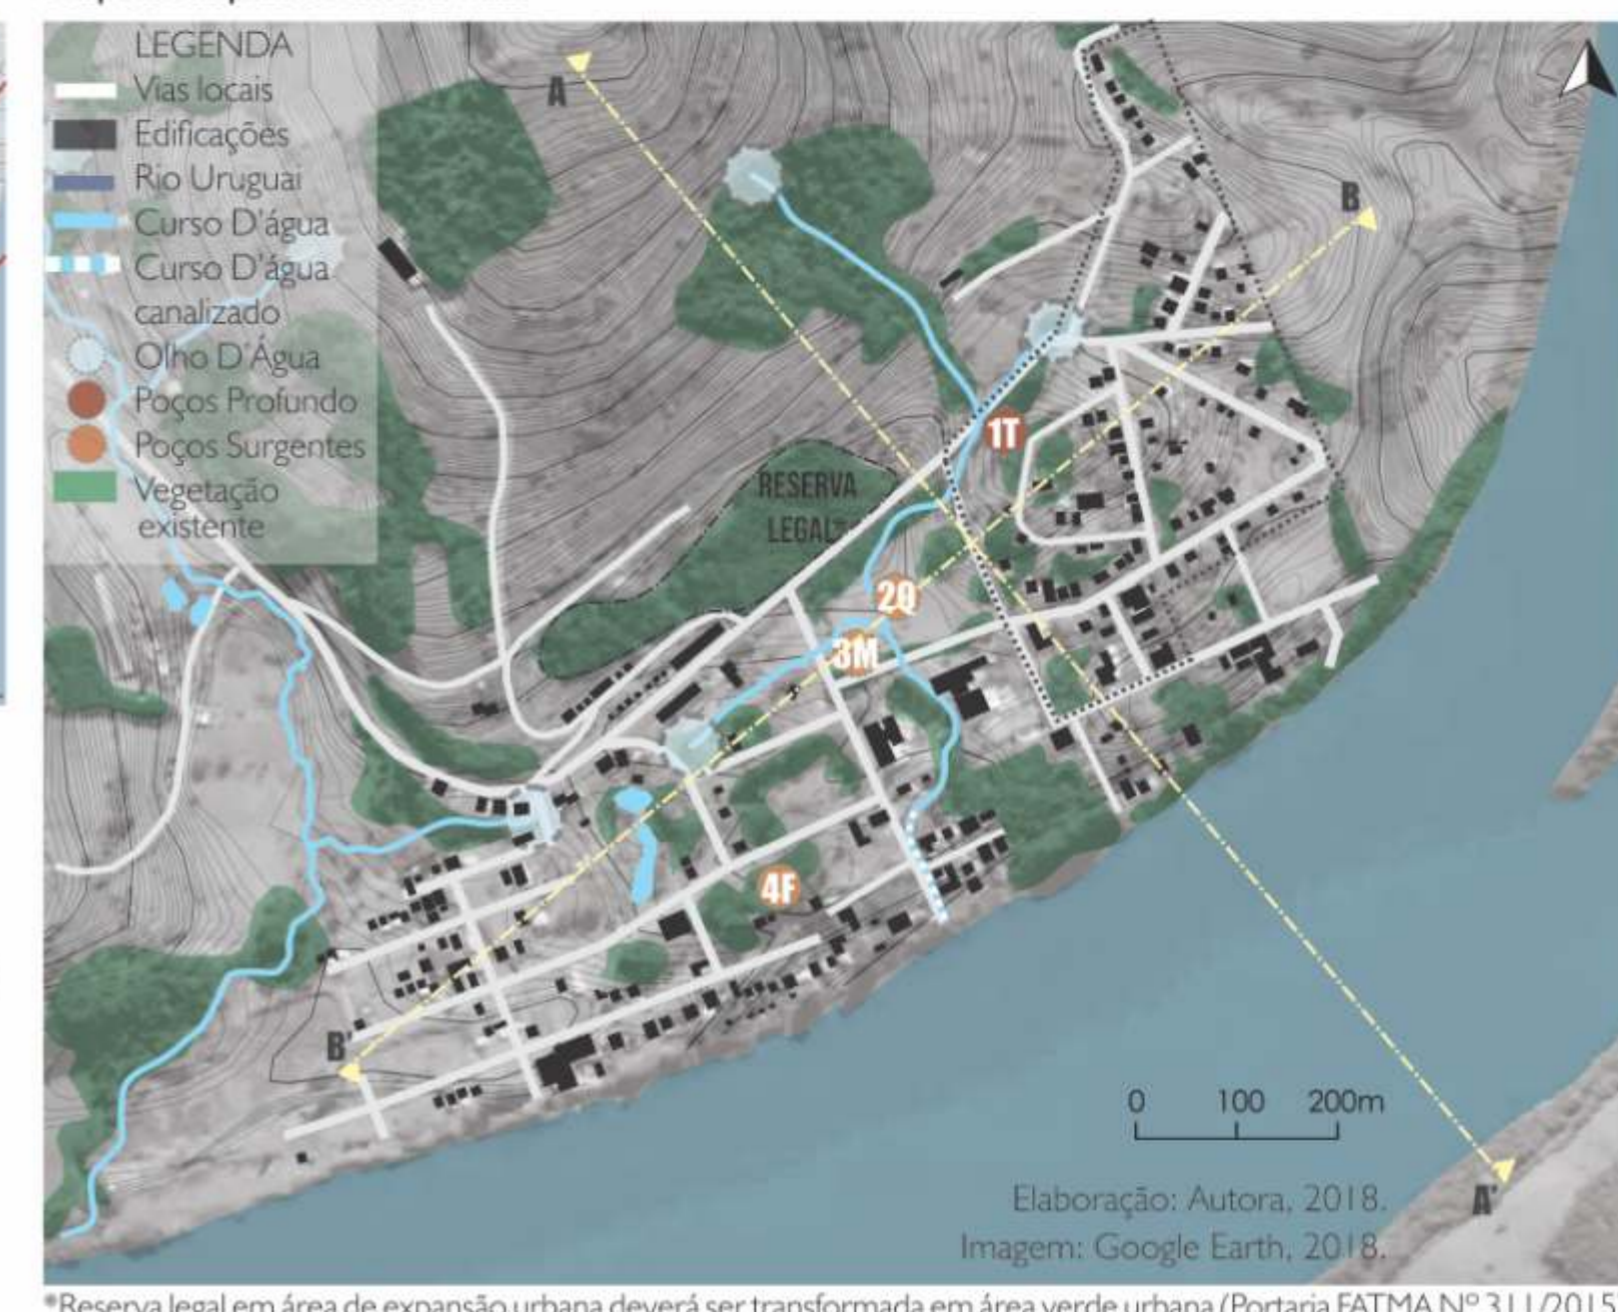 LEGENDA
Vias locais
Edificações
Rio Uruguai
Curso D'água
Curso D'água
canalizado
Olho D'Água
Poços Profundo
Poços Surgentes
Vegetação
existente
A
B
1T
RESERVA
LEGAL*
2Q
3M
4F
B'
0 100 200m
A'
Elaboração: Autora, 2018.
Imagem: Google Earth, 2018.
*Reserva legal em área de expansão urbana deverá ser transformada em área verde urbana (Portaria FATMA Nº 311/2015